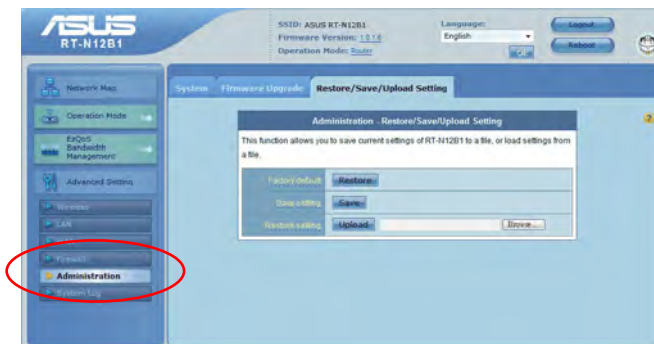 ASUS
RT-N12B1
SSID: ASUS RT-N12B1
Firmware Version: 1.0.1.6
Operation Mode: Router
Language:
English
Logout
Reboot
Network Map
Operation Mode
EzQoS
Bandwidth
Management
Advanced Setting
Wireless
LAN
Firewall
Administration
System Log
System Firmware Upgrade Restore/Save/Upload Setting
Administration - Restore/Save/Upload Setting
This function allows you to save current settings of RT-N12B1 to a file, or load settings from
a file.
Factory default Restore
Save setting Save
Restore setting Upload Browse...